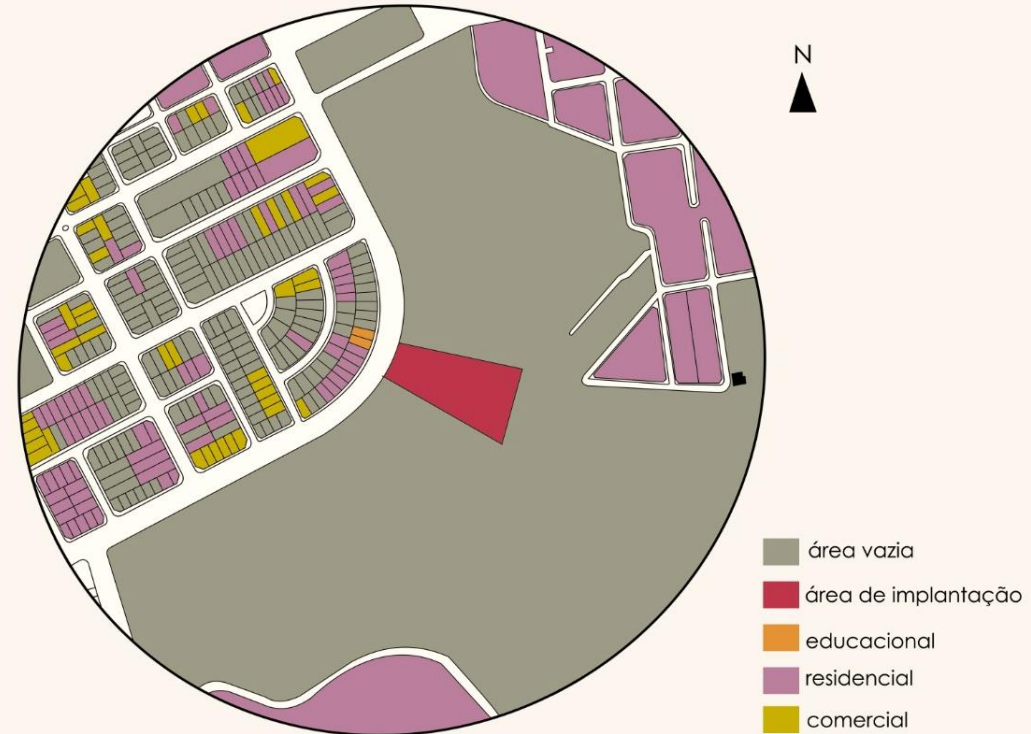 N
área vazia
área de implantação
educacional
residencial
comercial